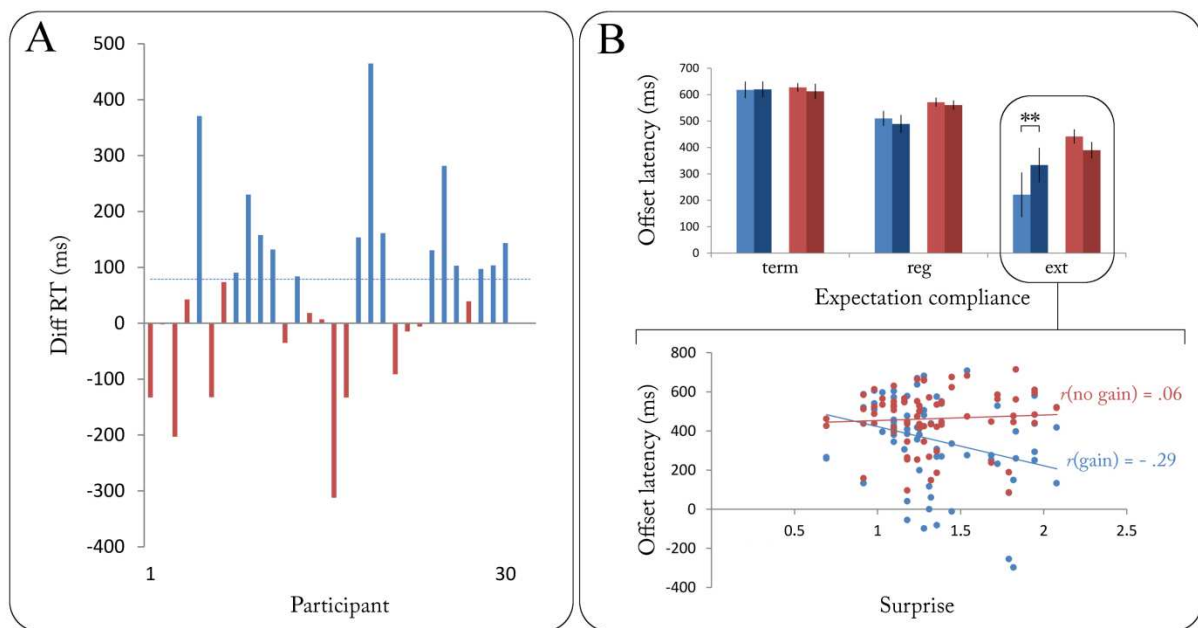 A
500
400
300
200
100
0
-100
-200
-300
-400
Diff RT (ms)
1
30
Participant
B
700
600
500
400
300
200
100
0
Offset latency (ms)
**
term
reg
ext
Expectation compliance
800
600
400
200
0
-200
-400
Offset latency (ms)
r(no gain) = .06
r(gain) = - .29
0.5
1
1.5
2
2.5
Surprise